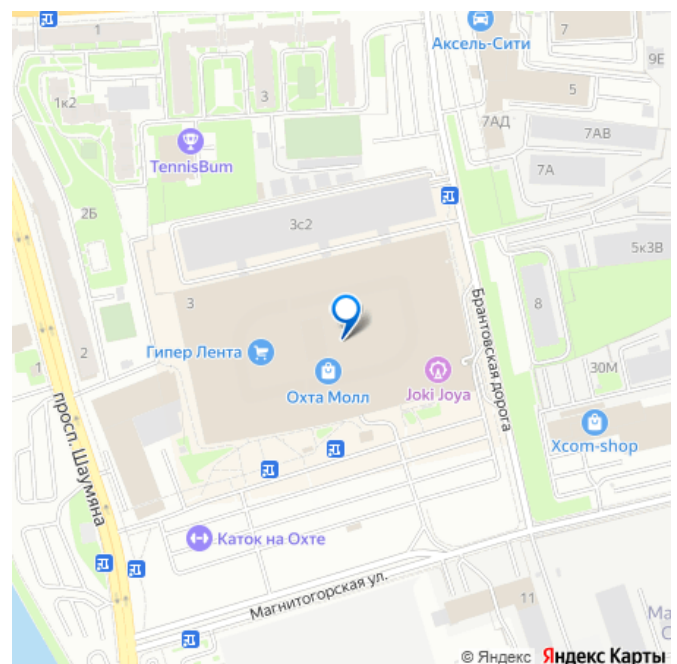 1
Аксель-Сити
7
9Е
1к2
3
5
7АД
7АВ
TennisBum
7А
2Б
3с2
5к3В
3
8
Брантовская дорога
Гипер Лента
1
2
30М
Охта Молл
Joki Joya
просп. Шаумяна
Xcom-shop
Каток на Охте
Магнитогорская ул.
11
Ма
© Яндекс Яндекс Карты